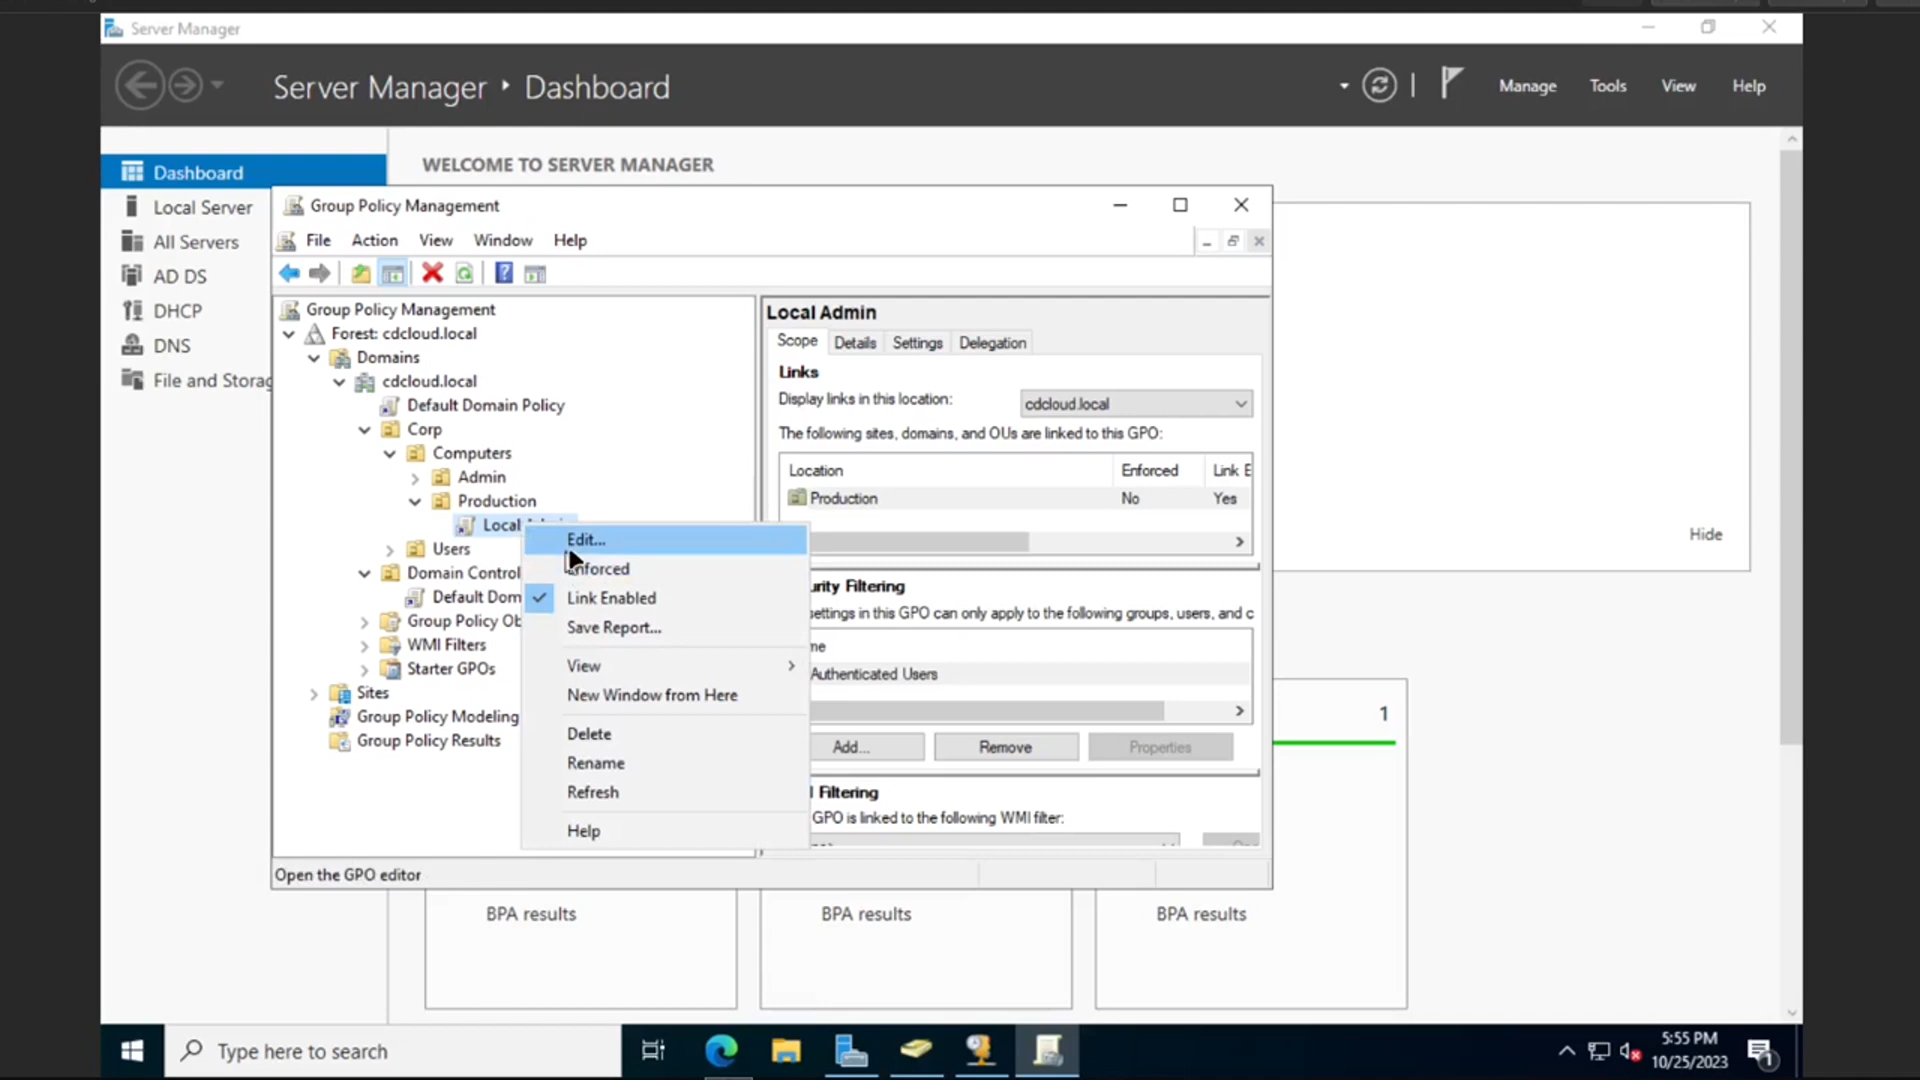 Server Manager
Server Manager
Dashboard
Manage
Tools
View
Help
WELCOME TO SERVER MANAGER
Dashboard
Local Server
All Servers
AD DS
DHCP
DNS
File and Storag
Group Policy Management
File
Action
View
Window
Help
Group Policy Management
Forest: cdcloud.local
Domains
cdcloud.local
Default Domain Policy
Corp
Computers
Admin
Production
Local
Users
Domain Control
Default Dom
Group Policy Ob
WMI Filters
Starter GPOs
Sites
Group Policy Modeling
Group Policy Results
Edit...
Enforced
Link Enabled
Save Report...
View
New Window from Here
Delete
Rename
Refresh
Help
Local Admin
Scope
Details
Settings
Delegation
Links
Display links in this location:
cdcloud.local
The following sites, domains, and OUs are linked to this GPO:
Location
Enforced
Link E
Production
No
Yes
urity Filtering
settings in this GPO can only apply to the following groups, users, and c
me
Authenticated Users
Add...
Remove
Properties
Filtering
GPO is linked to the following WMI filter:
Open the GPO editor
Hide
1
BPA results
BPA results
BPA results
Type here to search
5:55 PM
10/25/2023
1